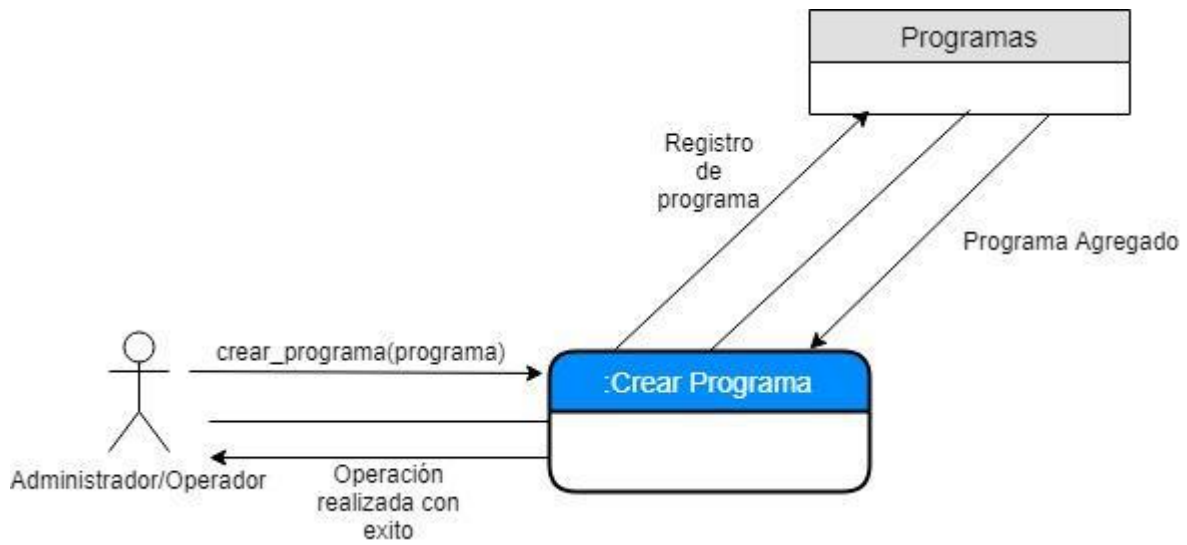 Programas
Registro
de
programa
Programa Agregado
crear_programa(programa)
:Crear Programa
Administrador/Operador
Operación
realizada con
exito